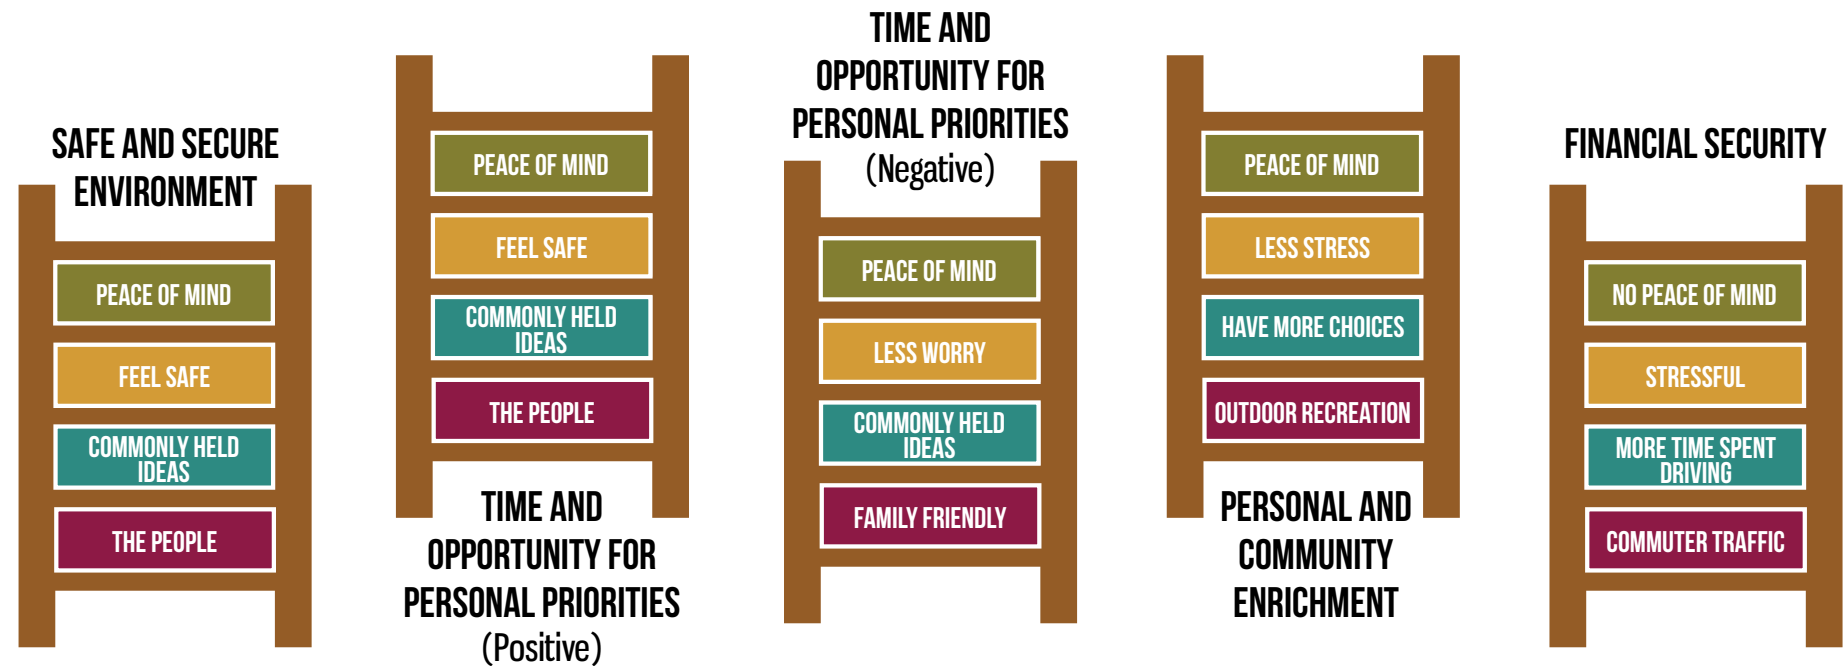 SAFE AND SECURE
ENVIRONMENT
PEACE OF MIND
FEEL SAFE
COMMONLY HELD
IDEAS
THE PEOPLE
PEACE OF MIND
FEEL SAFE
COMMONLY HELD
IDEAS
THE PEOPLE
TIME AND
OPPORTUNITY FOR
PERSONAL PRIORITIES
(Positive)
TIME AND
OPPORTUNITY FOR
PERSONAL PRIORITIES
(Negative)
PEACE OF MIND
LESS WORRY
COMMONLY HELD
IDEAS
FAMILY FRIENDLY
PEACE OF MIND
LESS STRESS
HAVE MORE CHOICES
OUTDOOR RECREATION
PERSONAL AND
COMMUNITY
ENRICHMENT
FINANCIAL SECURITY
NO PEACE OF MIND
STRESSFUL
MORE TIME SPENT
DRIVING
COMMUTER TRAFFIC